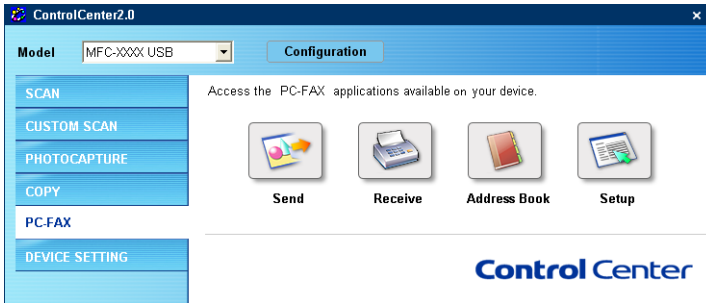 ControlCenter2.0
Model MFC-XXXX USB Configuration
SCAN
CUSTOM SCAN
PHOTOCAPTURE
COPY
PC-FAX
DEVICE SETTING
Access the PC-FAX applications available on your device.
Send Receive Address Book Setup
Control Center